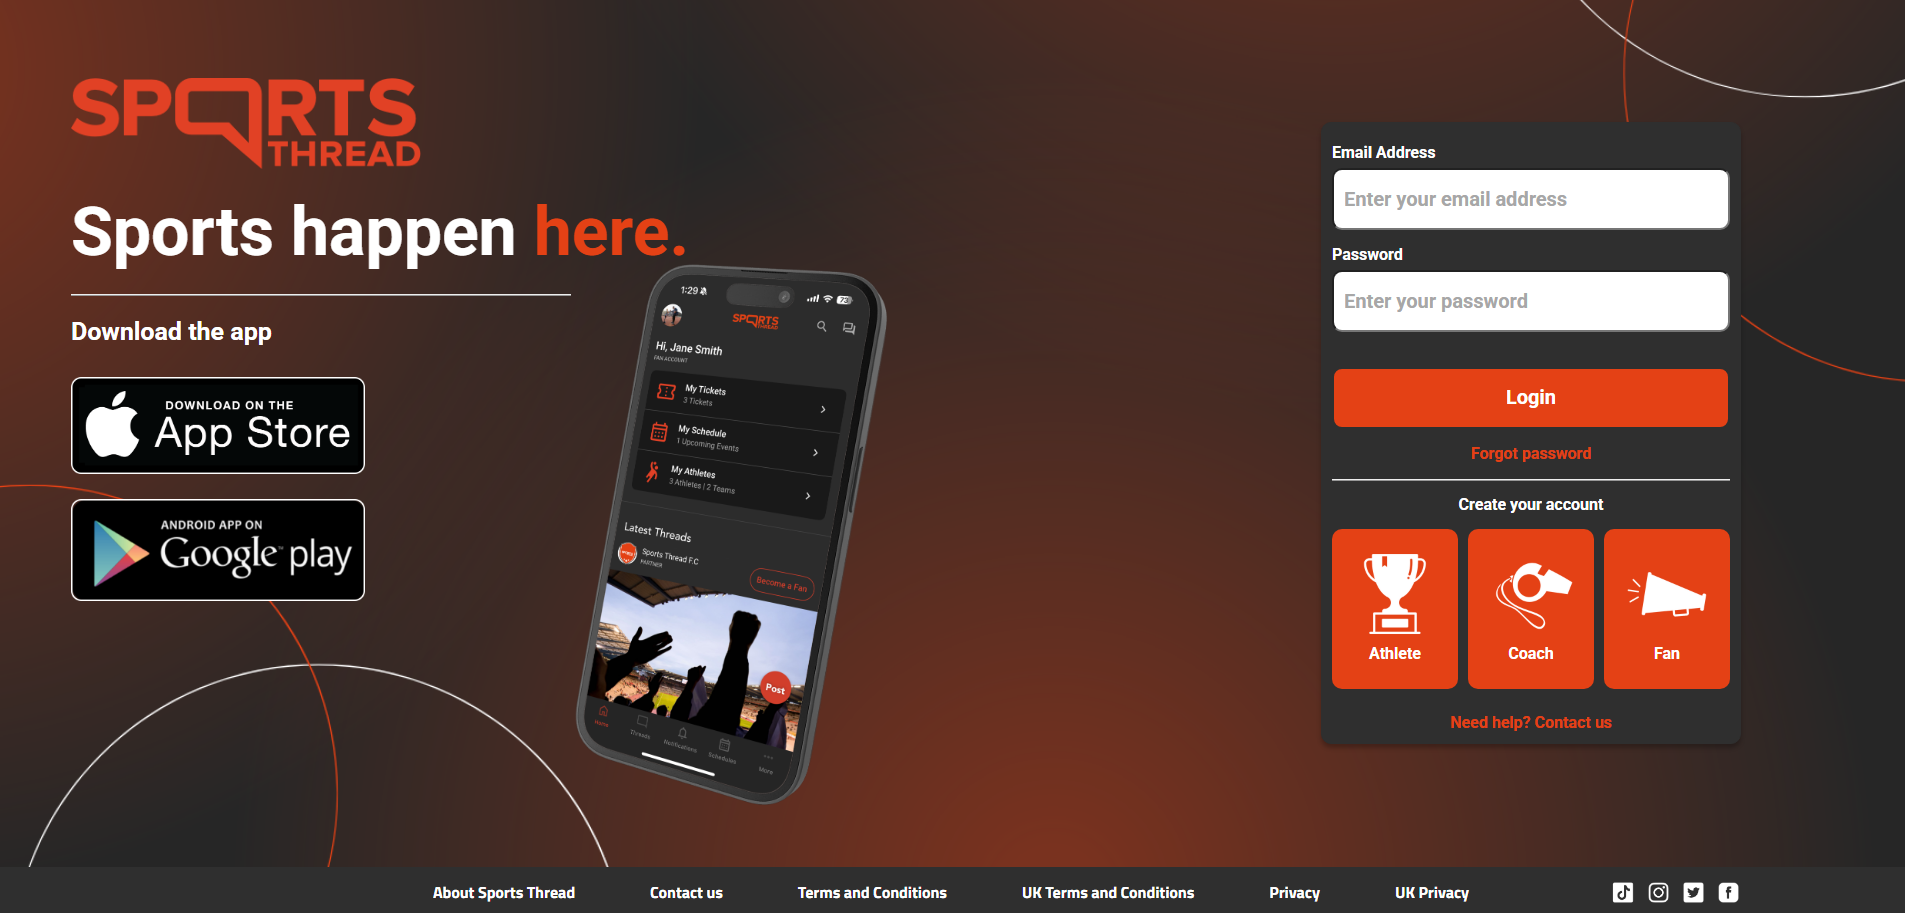 SPORTS
THREAD
Sports happen here.
Download the app
DOWNLOAD ON THE
App Store
ANDROID APP ON
Google play
1:29
73
SPORTS
THREAD
Hi, Jane Smith
FAN ACCOUNT
My Tickets
3 Tickets
My Schedule
1 Upcoming Events
My Athletes
3 Athletes | 2 Teams
Latest Threads
Sports Thread F.C
PARTNER
Become a Fan
Post
Home
Threads
Notifications
Schedules
More
Email Address
Enter your email address
Password
Enter your password
Login
Forgot password
Create your account
Athlete
Coach
Fan
Need help? Contact us
About Sports Thread
Contact us
Terms and Conditions
UK Terms and Conditions
Privacy
UK Privacy